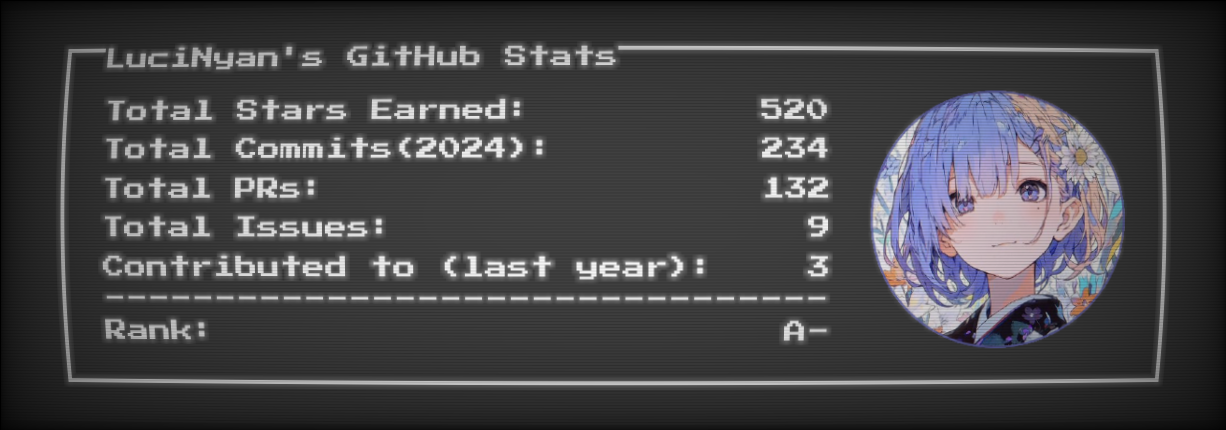 LuciNyan's GitHub Stats
Total Stars Earned: 520
Total Commits(2024): 234
Total PRs: 132
Total Issues: 9
Contributed to (last year): 3
--------------------------------
Rank: A-